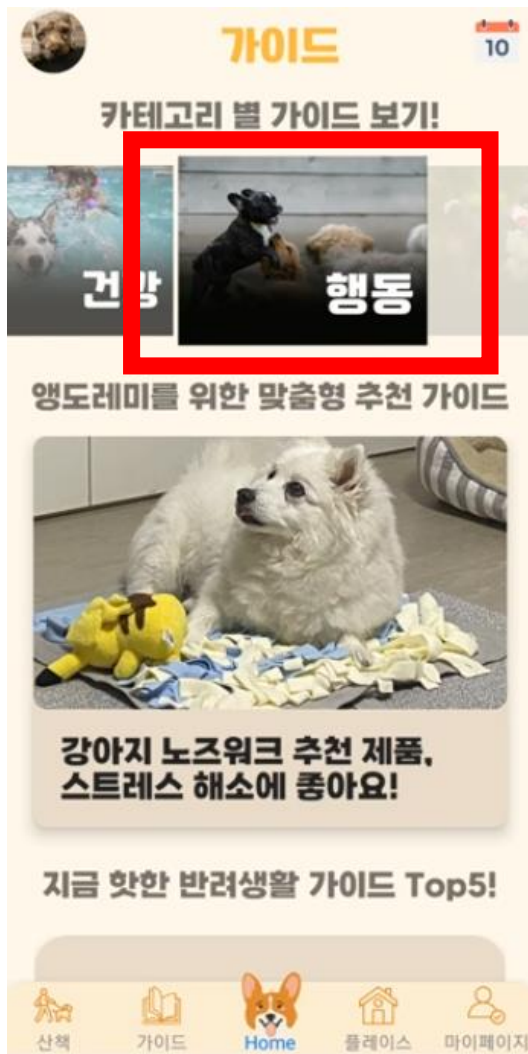 가이드
10
카테고리 별 가이드 보기!
건강
행동
앵도레미를 위한 맞춤형 추천 가이드
강아지 노즈워크 추천 제품,
스트레스 해소에 좋아요!
지금 핫한 반려생활 가이드 Top5!
산책
가이드
Home
플레이스
마이페이지